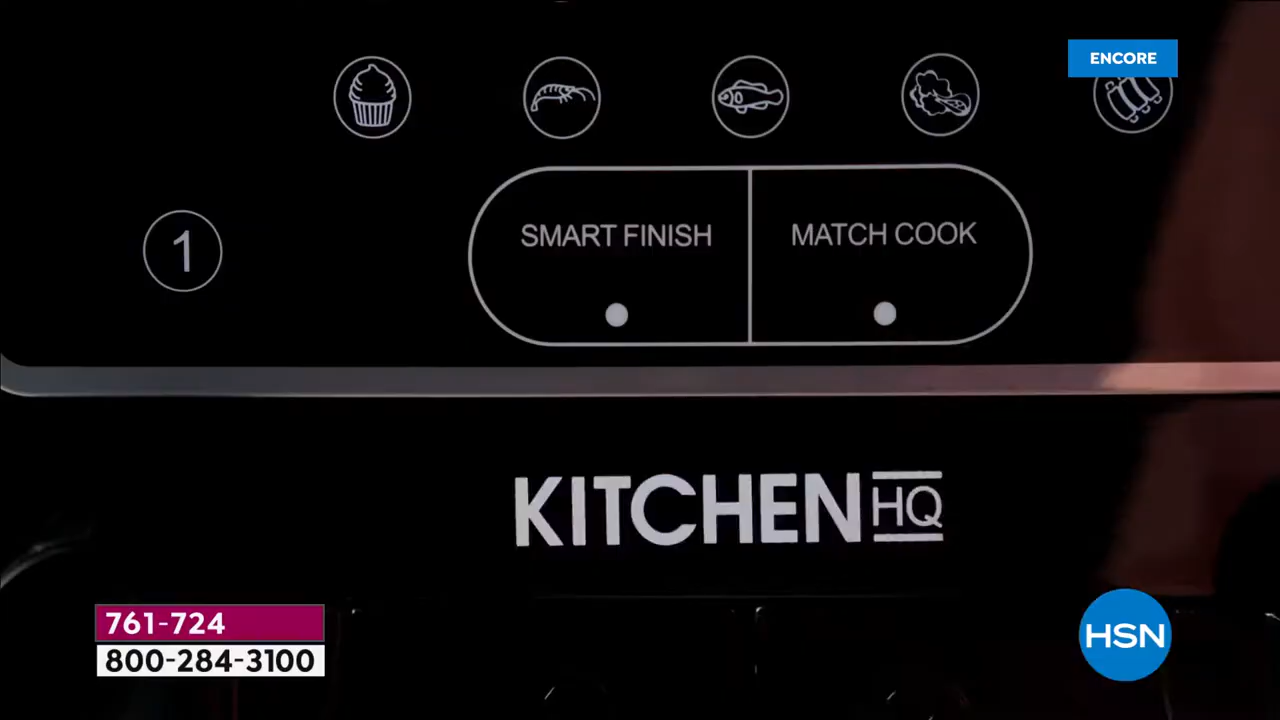 ENCORE
1
SMART FINISH
MATCH COOK
KITCHEN HQ
761-724
800-284-3100
HSN